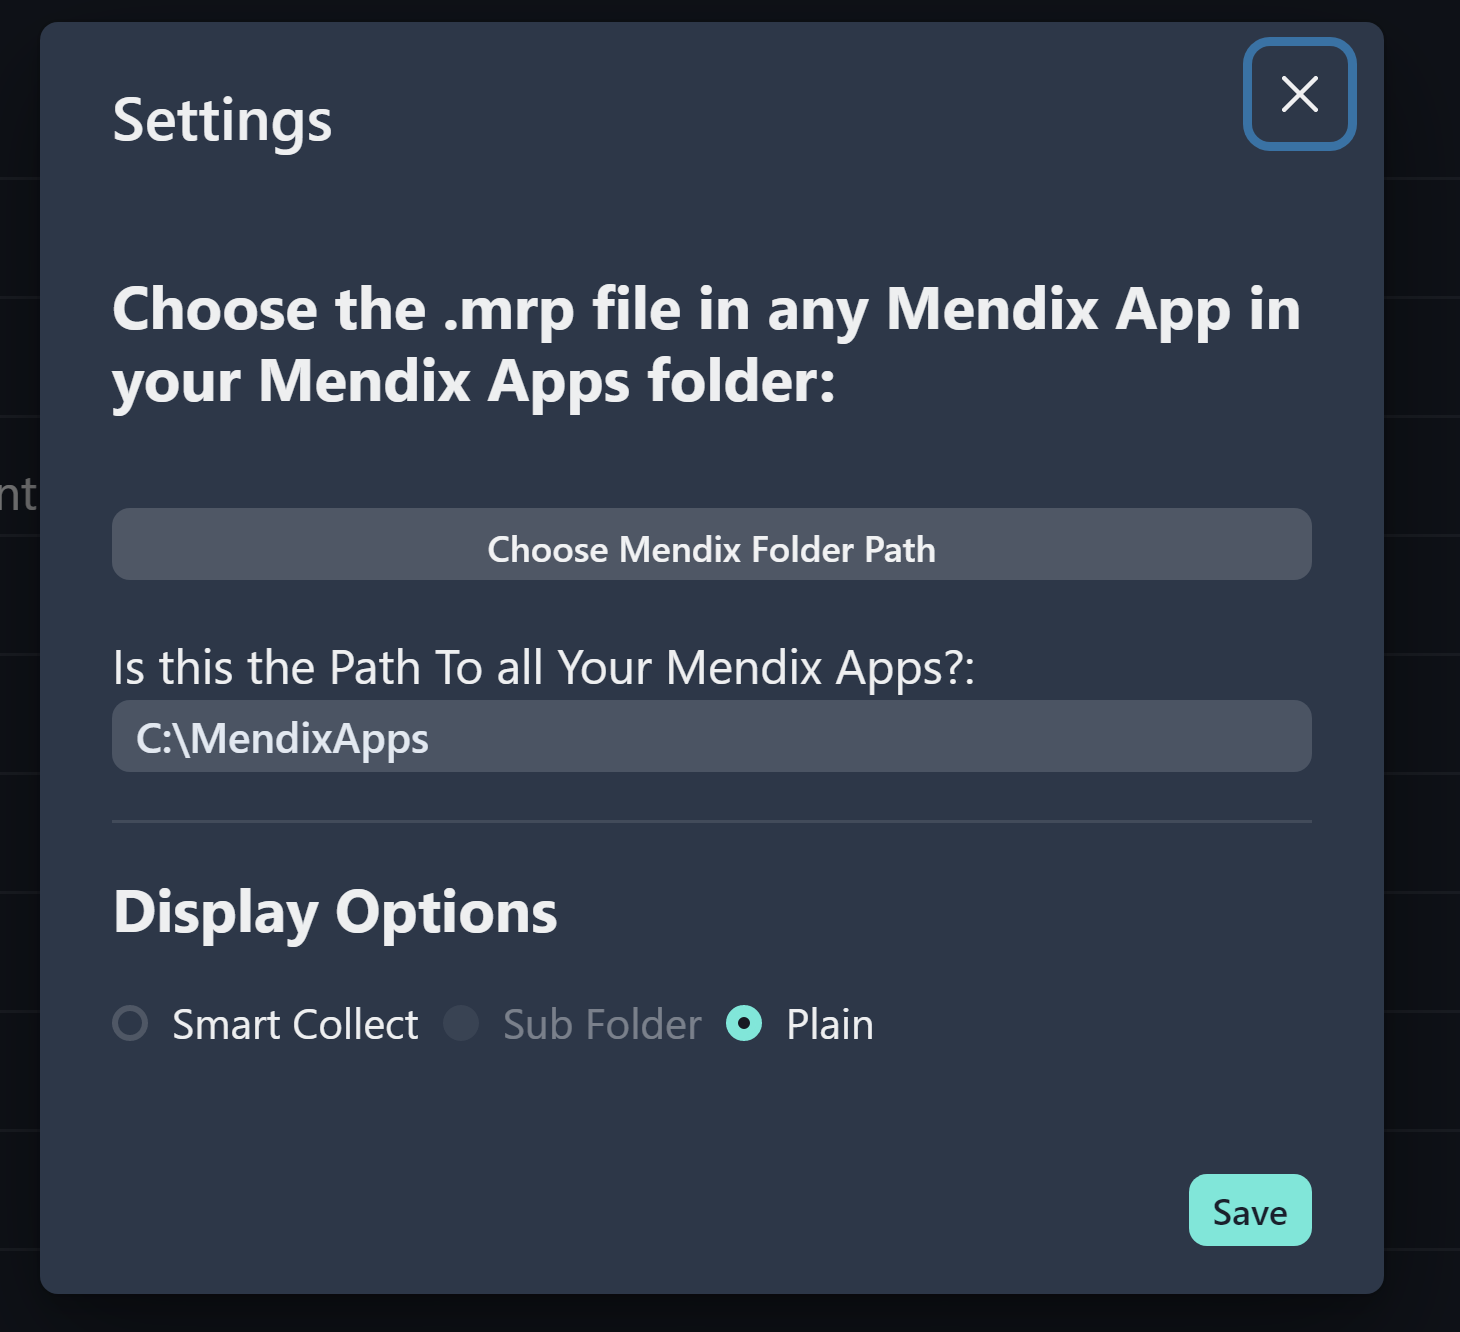 Settings
Choose the .mrp file in any Mendix App in
your Mendix Apps folder:
nt
Choose Mendix Folder Path
Is this the Path To all Your Mendix Apps?:
C:\MendixApps
Display Options
Smart Collect Sub Folder Plain
Save